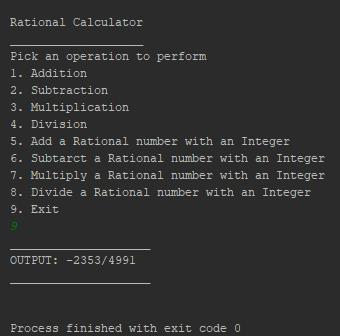 Rational Calculator
___________________
Pick an operation to perform
1. Addition
2. Subtraction
3. Multiplication
4. Division
5. Add a Rational number with an Integer
6. Subtarct a Rational number with an Integer
7. Multiply a Rational number with an Integer
8. Divide a Rational number with an Integer
9. Exit
9
____________________
OUTPUT: -2353/4991
____________________
Process finished with exit code 0